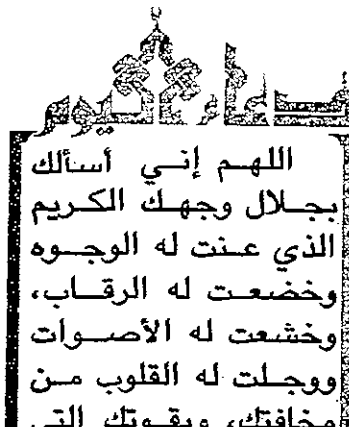 دعاء اليوم
اللهم إني أسألك
بجلال وجهك الكريم
الذي عنت له الوجوه
وخضعت له الرقاب،
وخشعت له الأصوات
ووجلت له القلوب من
مخافتك، وبقوتك التي